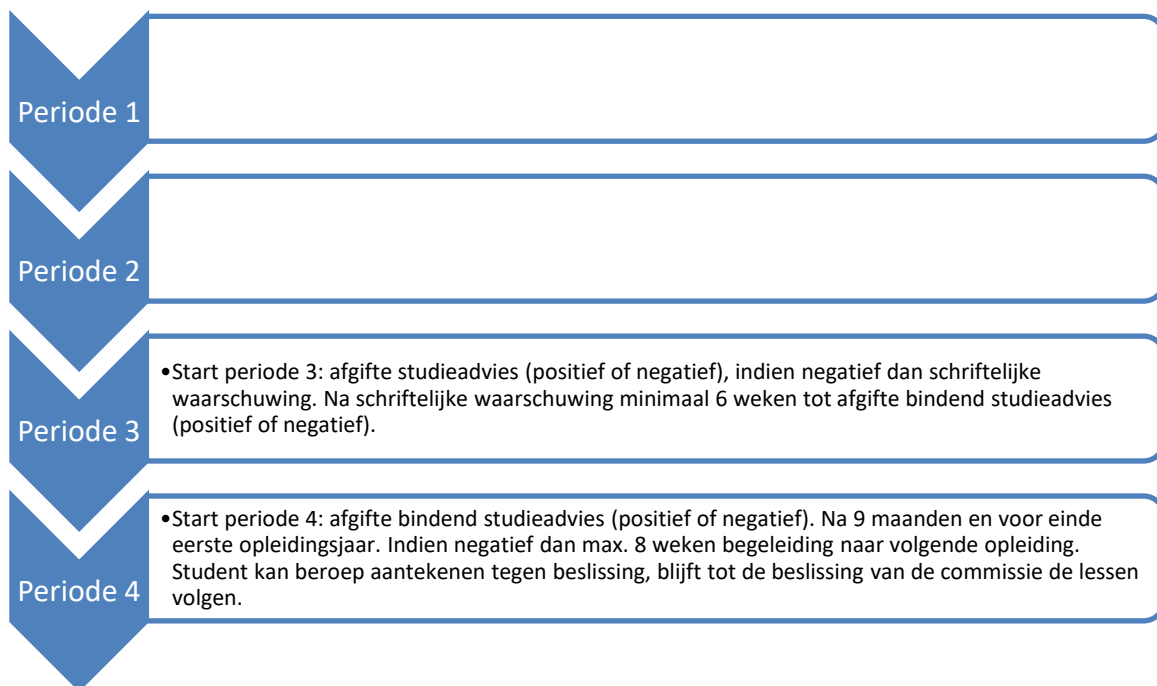 Periode 1
Periode 2
Periode 3
•Start periode 3: afgifte studieadvies (positief of negatief), indien negatief dan schriftelijke
waarschuwing. Na schriftelijke waarschuwing minimaal 6 weken tot afgifte bindend studieadvies
(positief of negatief).
Periode 4
•Start periode 4: afgifte bindend studieadvies (positief of negatief). Na 9 maanden en voor einde
eerste opleidingsjaar. Indien negatief dan max. 8 weken begeleiding naar volgende opleiding.
Student kan beroep aantekenen tegen beslissing, blijft tot de beslissing van de commissie de lessen
volgen.